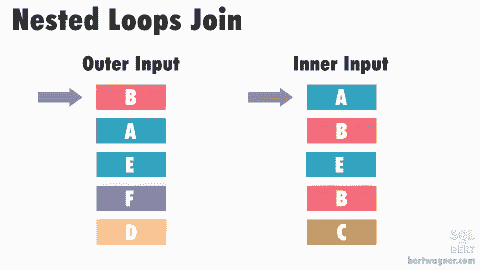 Nested Loops Join
Outer Input
Inner Input
B
A
A
B
E
E
F
B
D
C
SQL
BERT
bertwagner.com